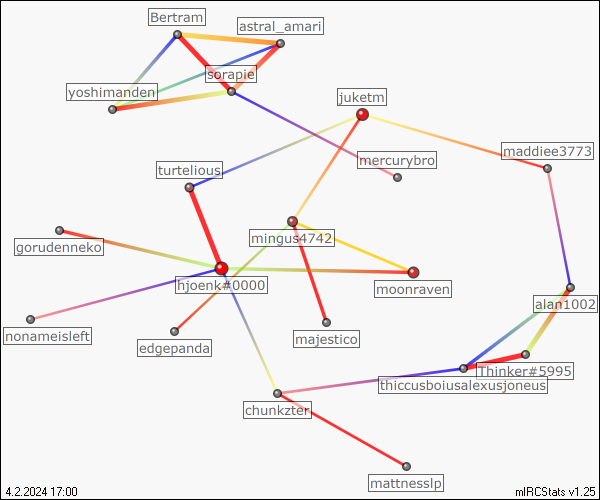 Bertram
astral_amari
sorapie
yoshimanden
juketm
mercurybro
maddiee3773
turtelious
mingus4742
gorudenneko
hjoenk#0000
moonraven
alan1002
nonameisleft
edgepanda
majestico
Thinker#5995
thiccusboiusalexusjoneus
chunkzter
mattnesslp
4.2.2024 17:00
mIRCStats v1.25